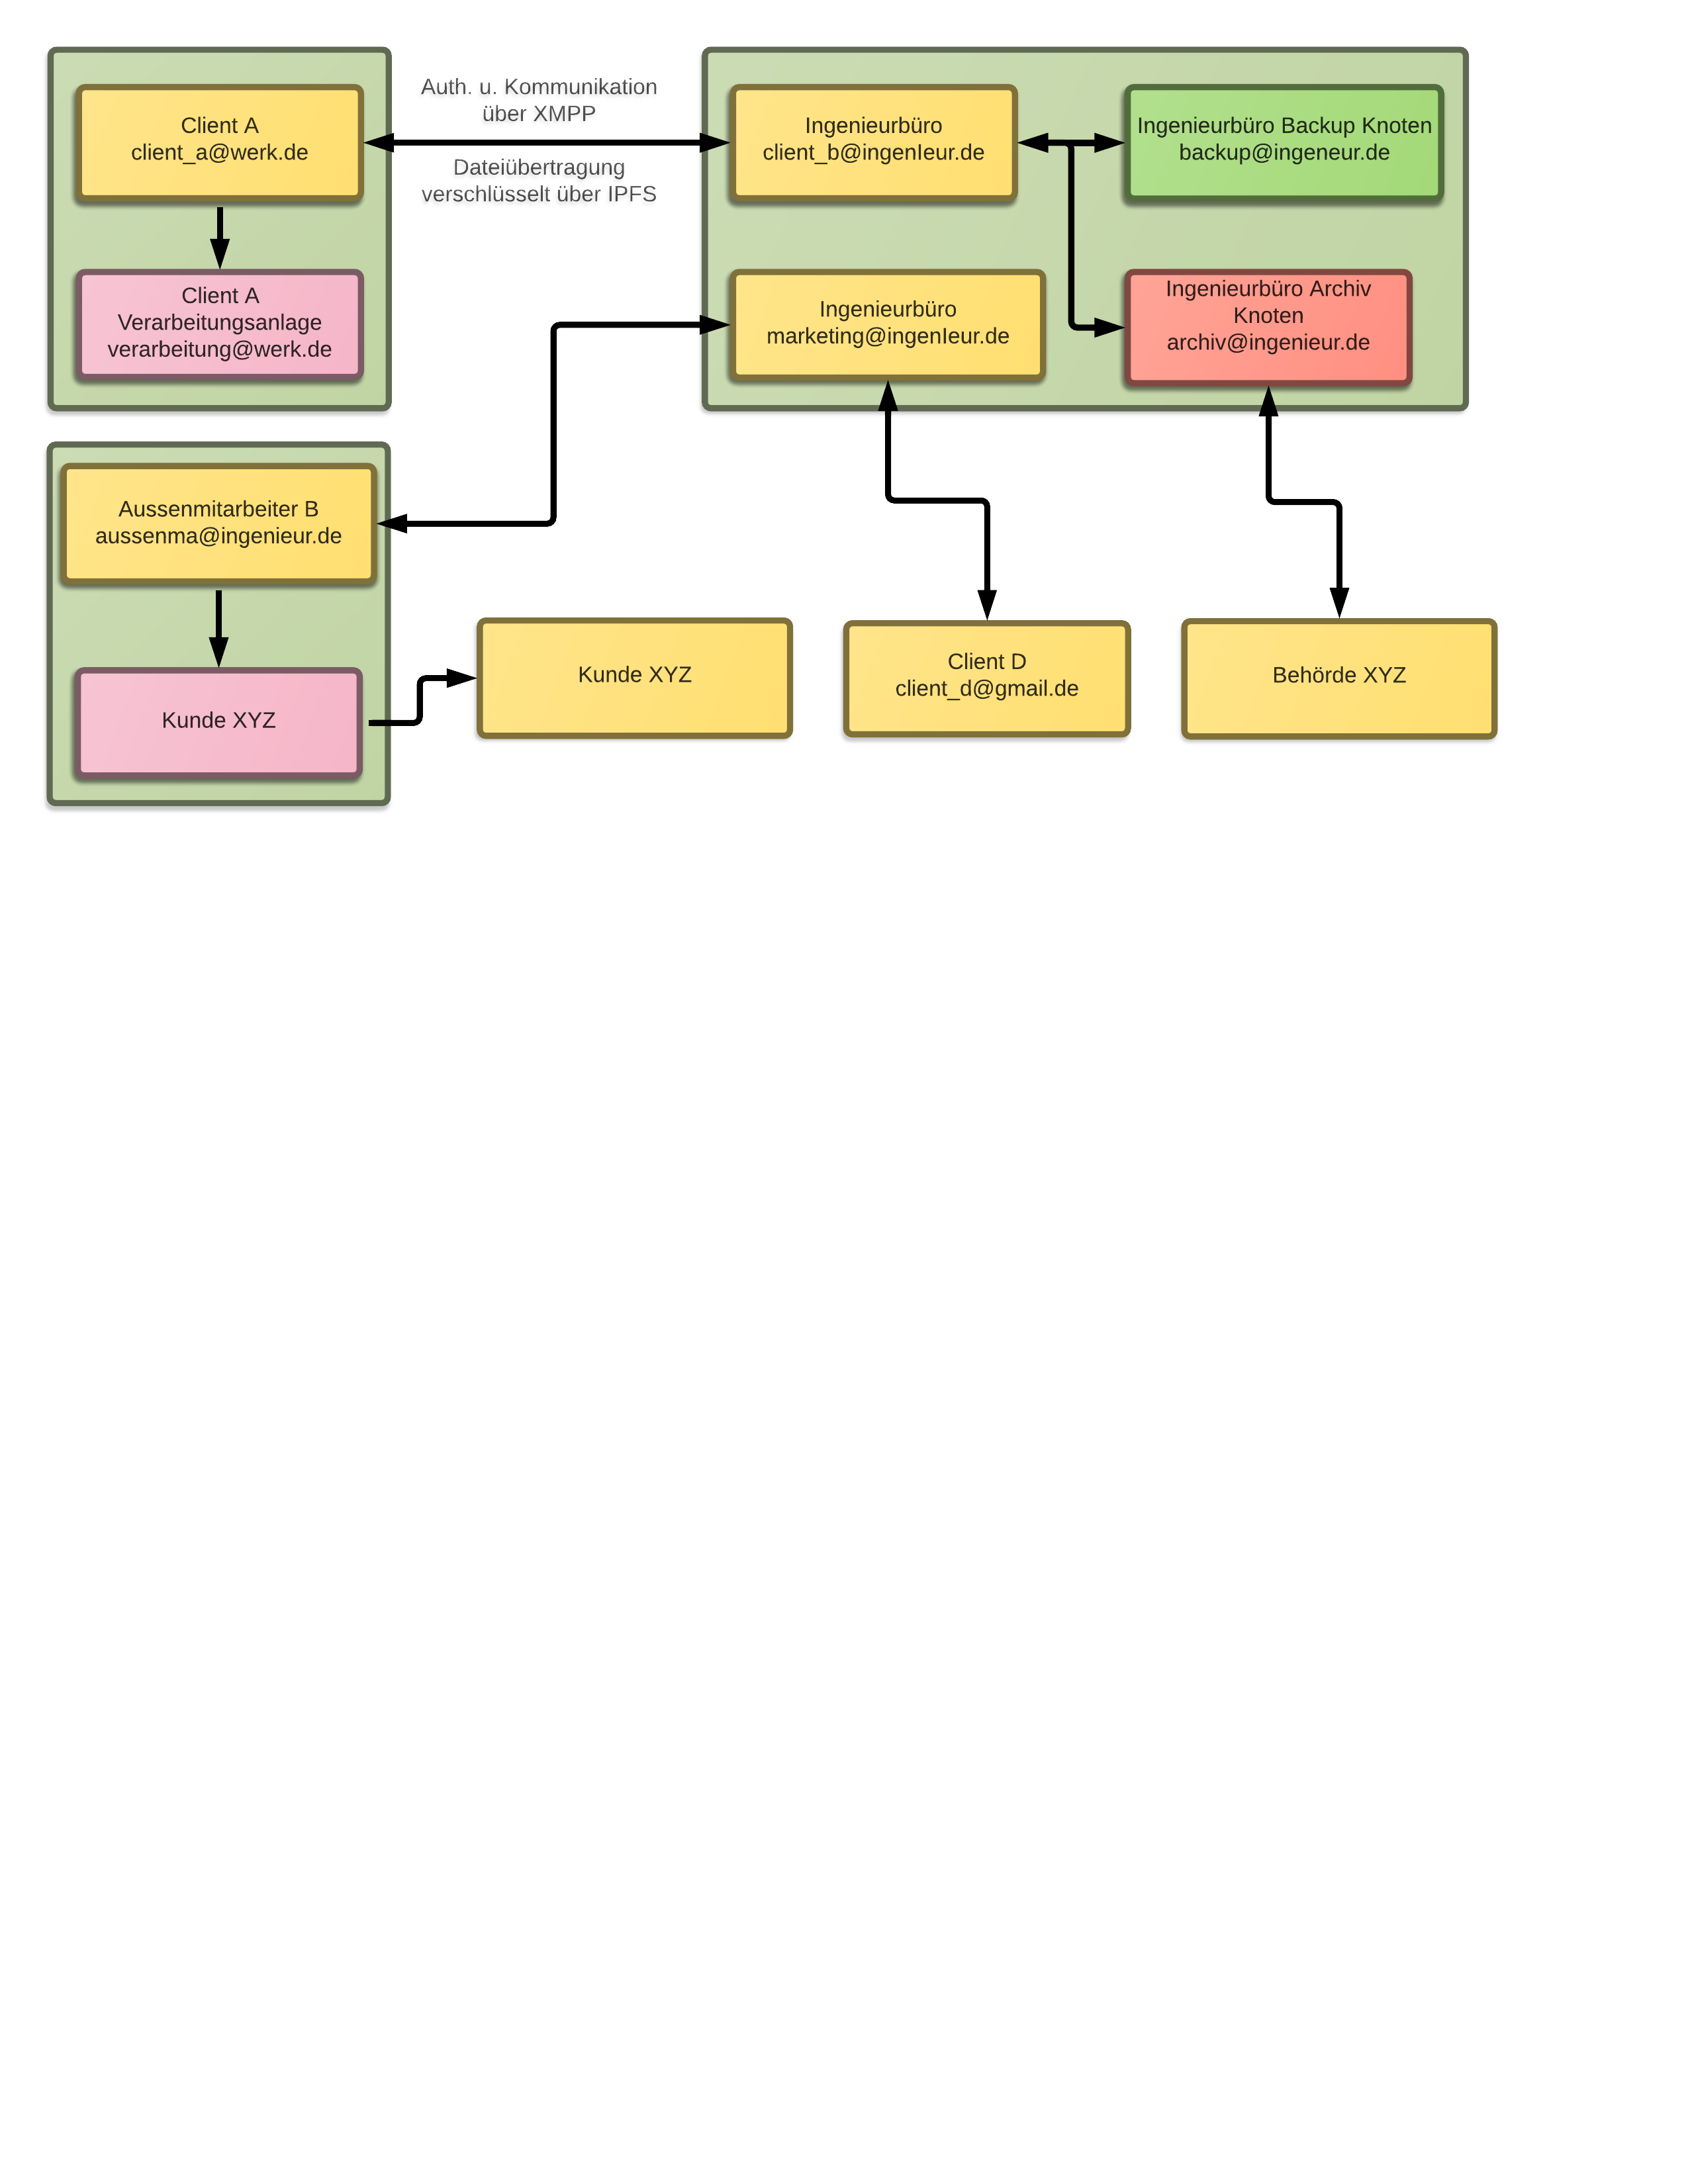 Auth. u. Kommunikation
über XMPP
Dateiübertragung
verschlüsselt über IPFS
Client A
client_a@werk.de
Client A
Verarbeitungsanlage
verarbeitung@werk.de
Ingenieurbüro
client_b@ingenIeur.de
Ingenieurbüro Backup Knoten
backup@ingeneur.de
Ingenieurbüro
marketing@ingenIeur.de
Ingenieurbüro Archiv
Knoten
archiv@ingenieur.de
Aussenmitarbeiter B
aussenma@ingenieur.de
Kunde XYZ
Kunde XYZ
Client D
client_d@gmail.de
Behörde XYZ